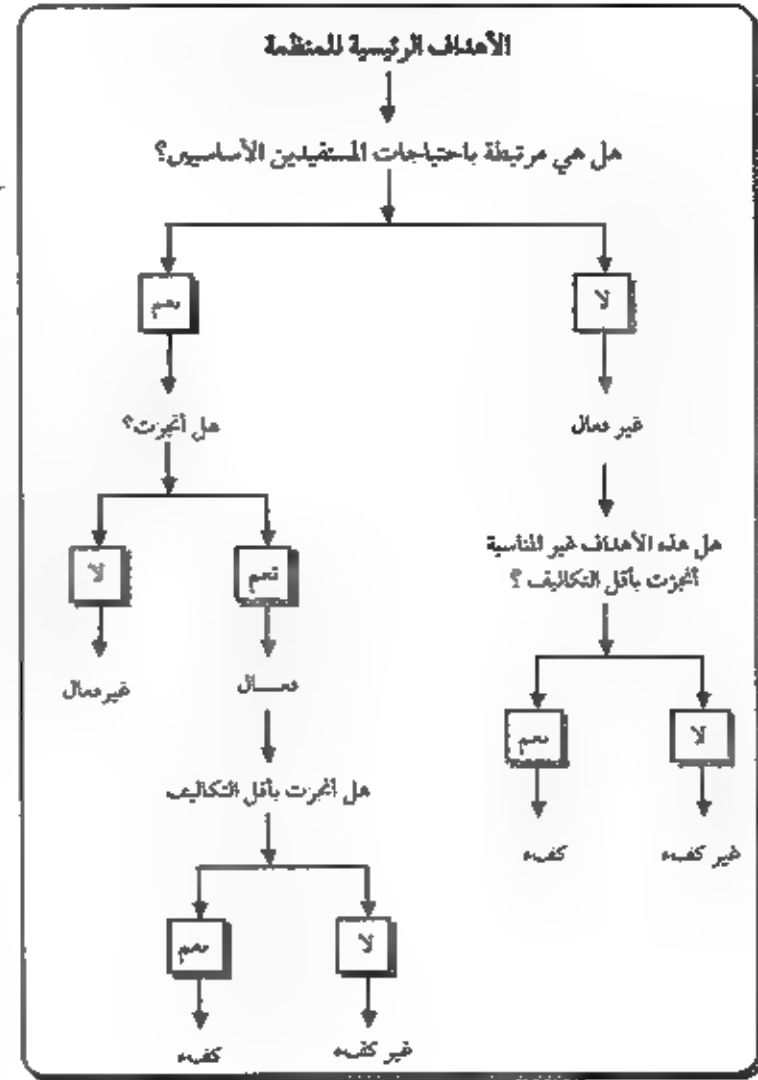 الأهداف الرئيسية للمنظمة
هل هي مرتبطة باحتياجات المستفيدين الأساسيين؟
لا
نعم
غير فعال
هل أنجزت؟
هل هذه الأهداف غير المناسبة
أنجزت بأقل التكاليف ؟
نعم
لا
فعـــال
غير فعال
لا
نعم
هل أنجزت بأقل التكاليف
غير كفء
كفء
لا
نعم
غير كفء
كفء